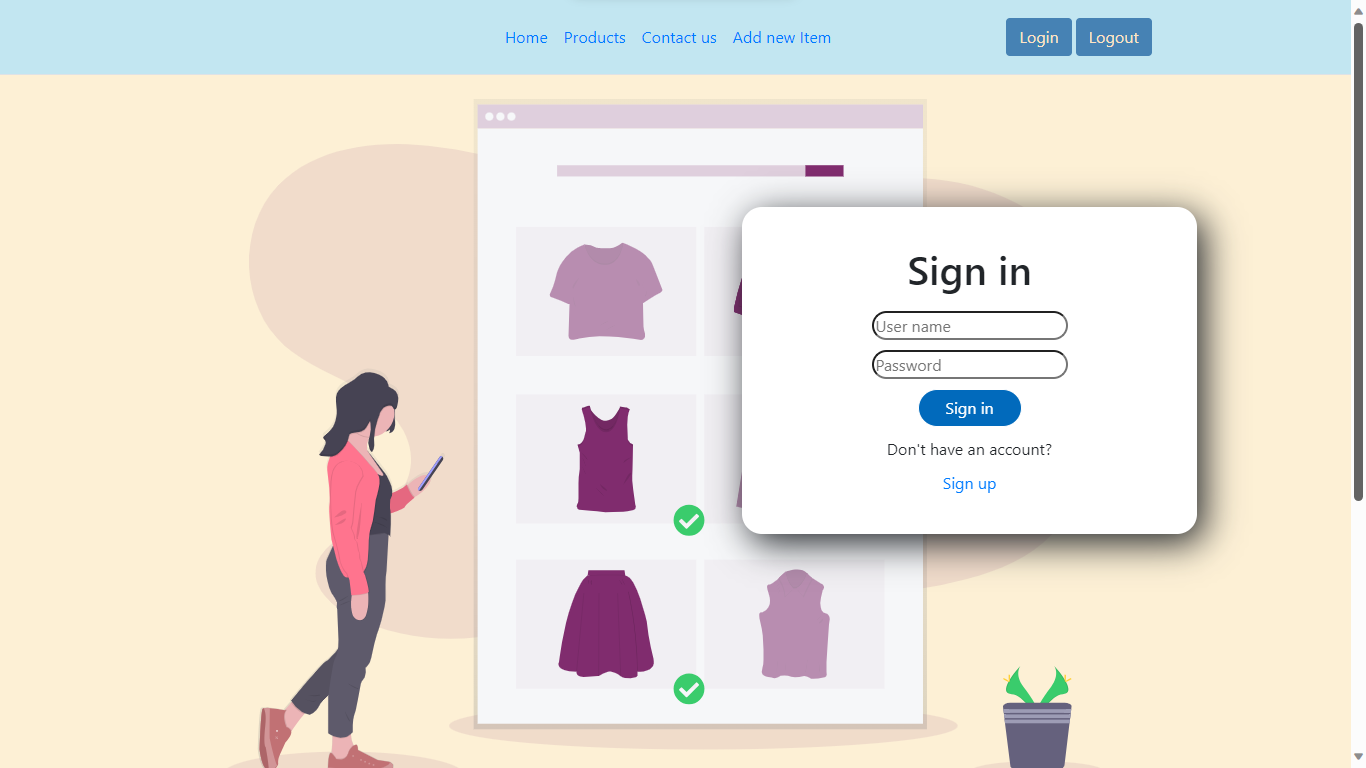 Home Products Contact us Add new Item Login Logout
Sign in
User name
Password
Sign in
Don't have an account?
Sign up